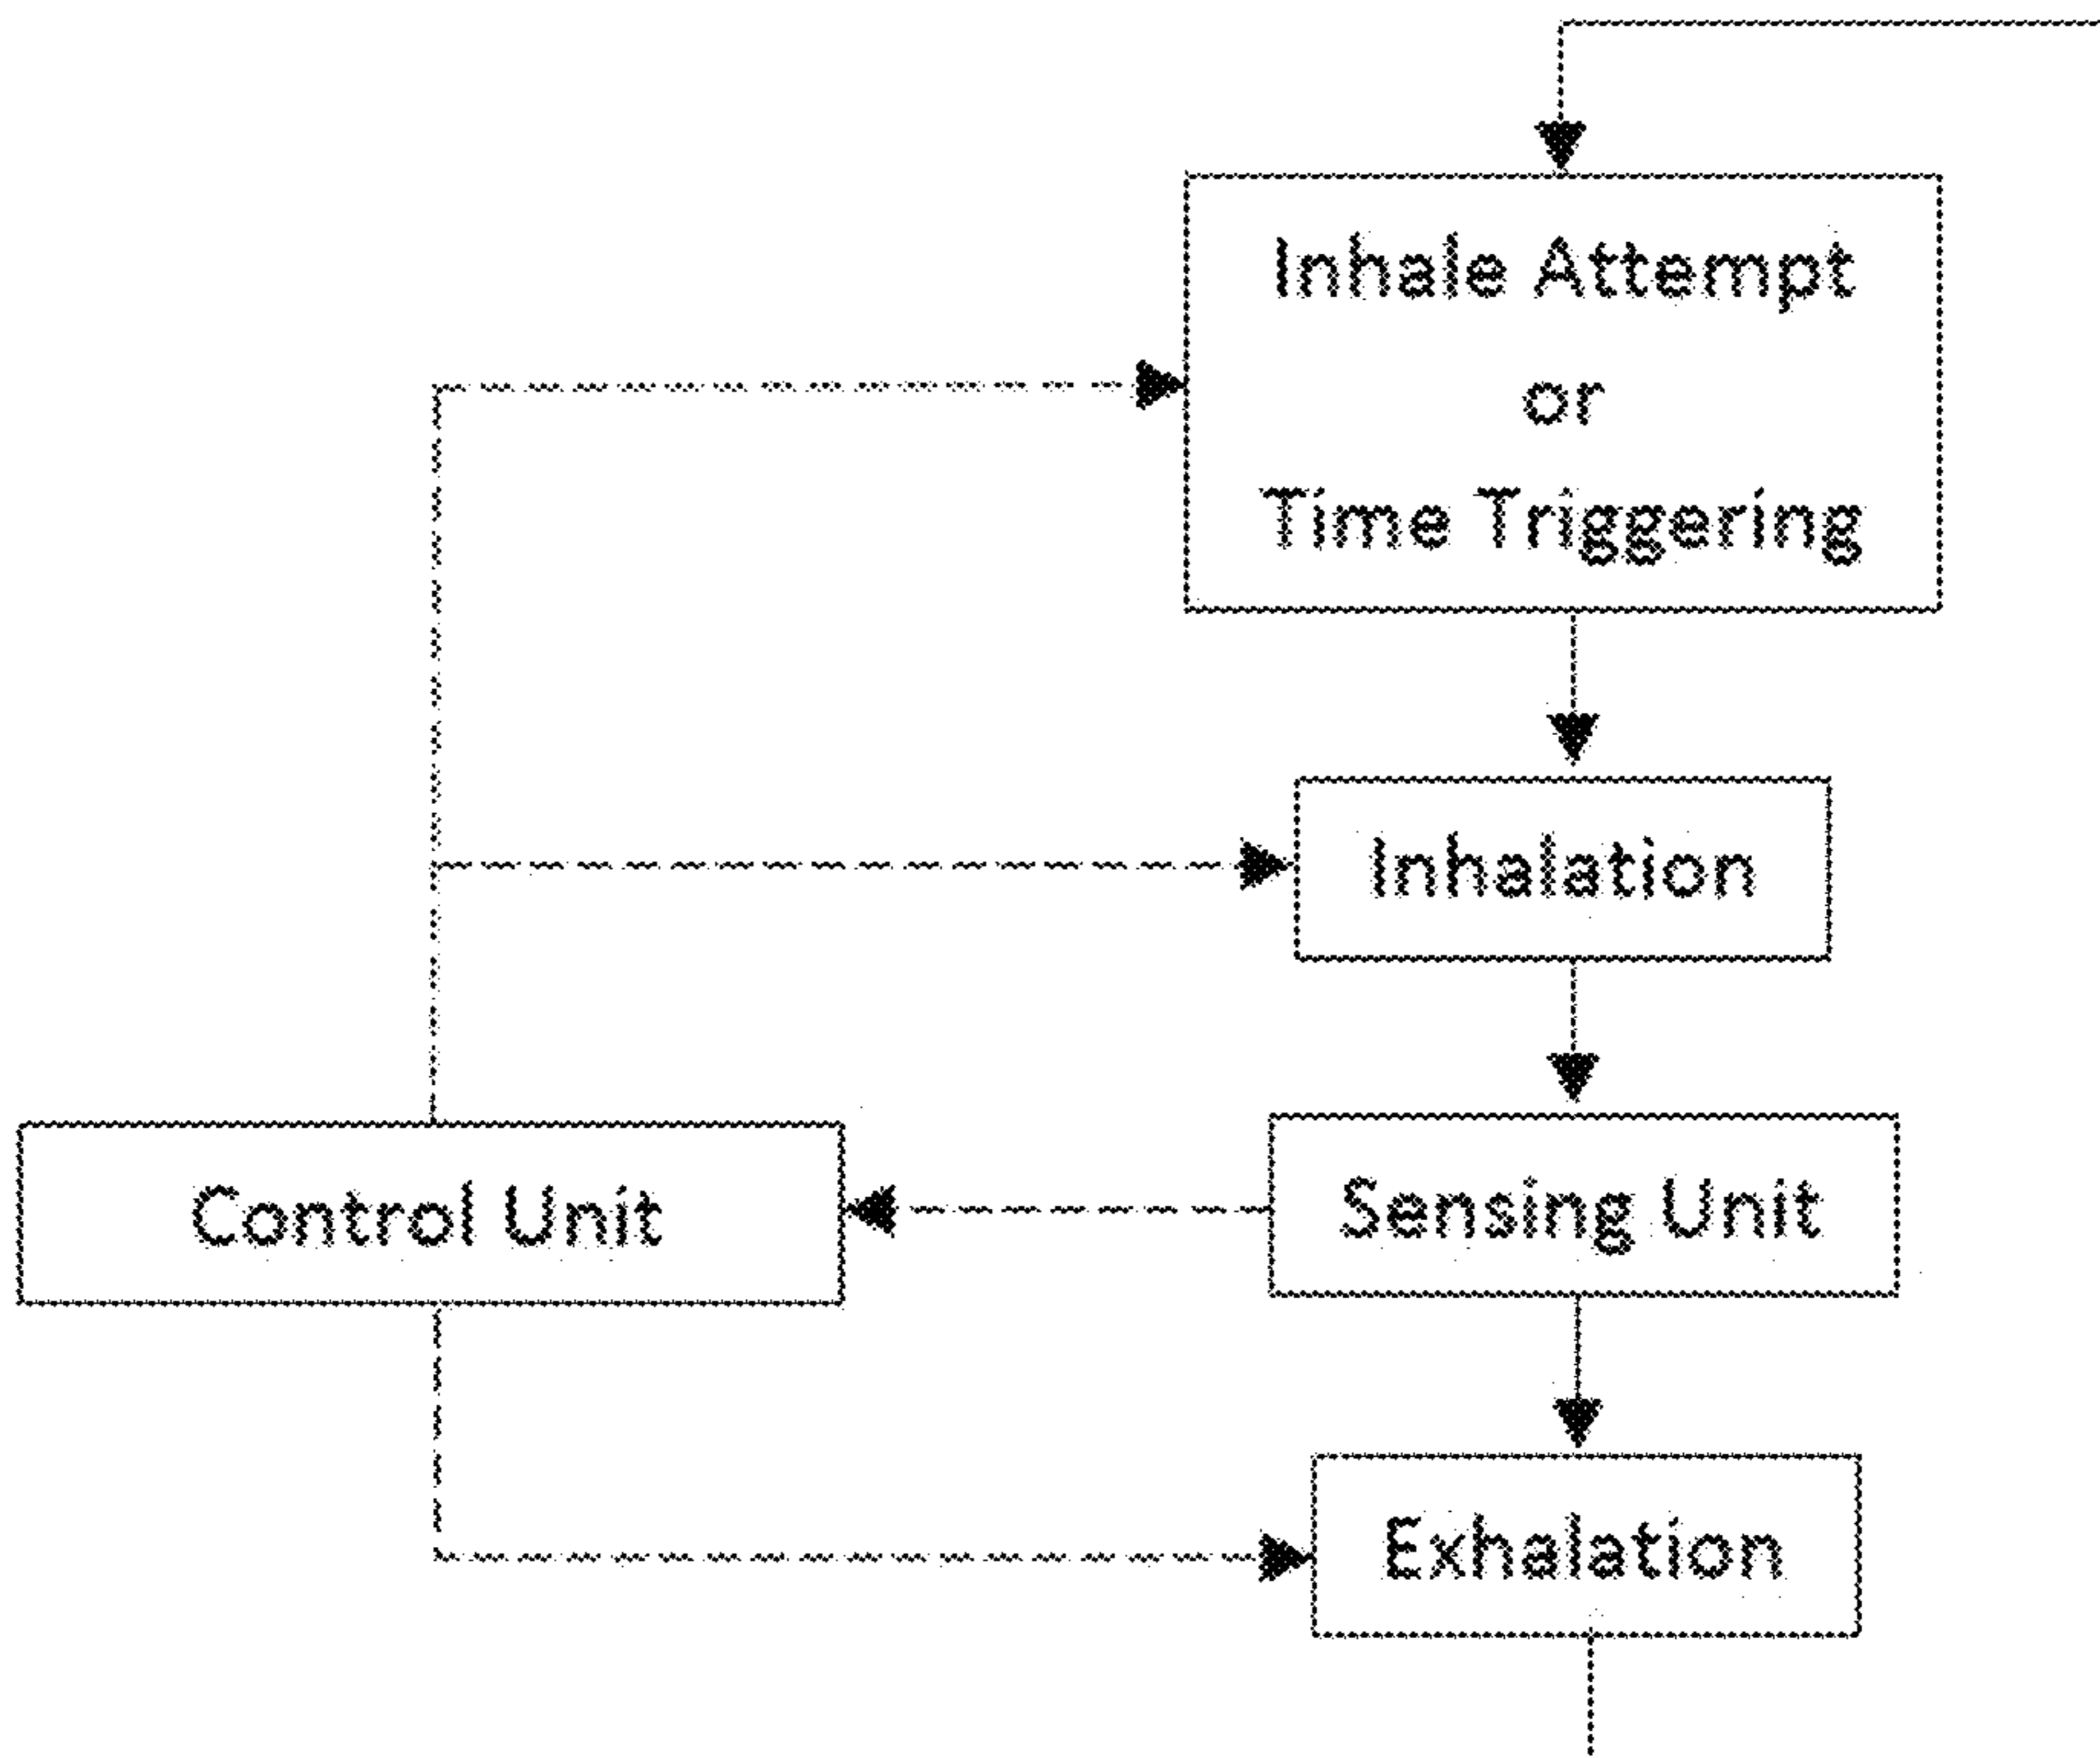 Inhale Attempt
or
Time Triggering
Inhalation
Control Unit
Sensing Unit
Exhalation